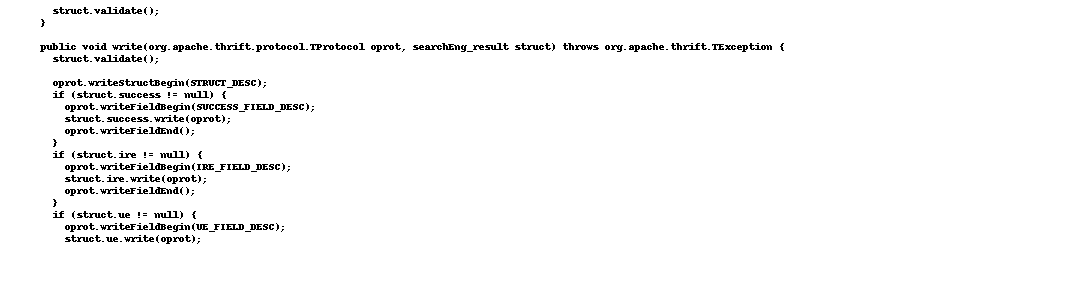 struct.validate();
}
public void write(org.apache.thrift.protocol.TProtocol oprot, searchEng_result struct) throws org.apache.thrift.TException {
struct.validate();
oprot.writeStructBegin(STRUCT_DESC);
if (struct.success != null) {
oprot.writeFieldBegin(SUCCESS_FIELD_DESC);
struct.success.write(oprot);
oprot.writeFieldEnd();
}
if (struct.ire != null) {
oprot.writeFieldBegin(IRE_FIELD_DESC);
struct.ire.write(oprot);
oprot.writeFieldEnd();
}
if (struct.ue != null) {
oprot.writeFieldBegin(UE_FIELD_DESC);
struct.ue.write(oprot);